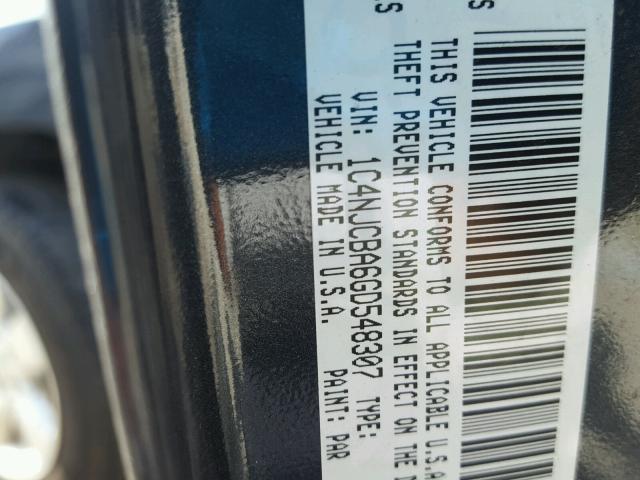 S
.S
THIS VEHICLE CONFORMS TO ALL APPLICABLE U.S.A
THEFT PREVENTION STANDARDS IN EFFECT ON THE
VIN: 1C4NJCBA6GD548307 TYPE:
VEHICLE MADE IN U.S.A. PAINT: PAR